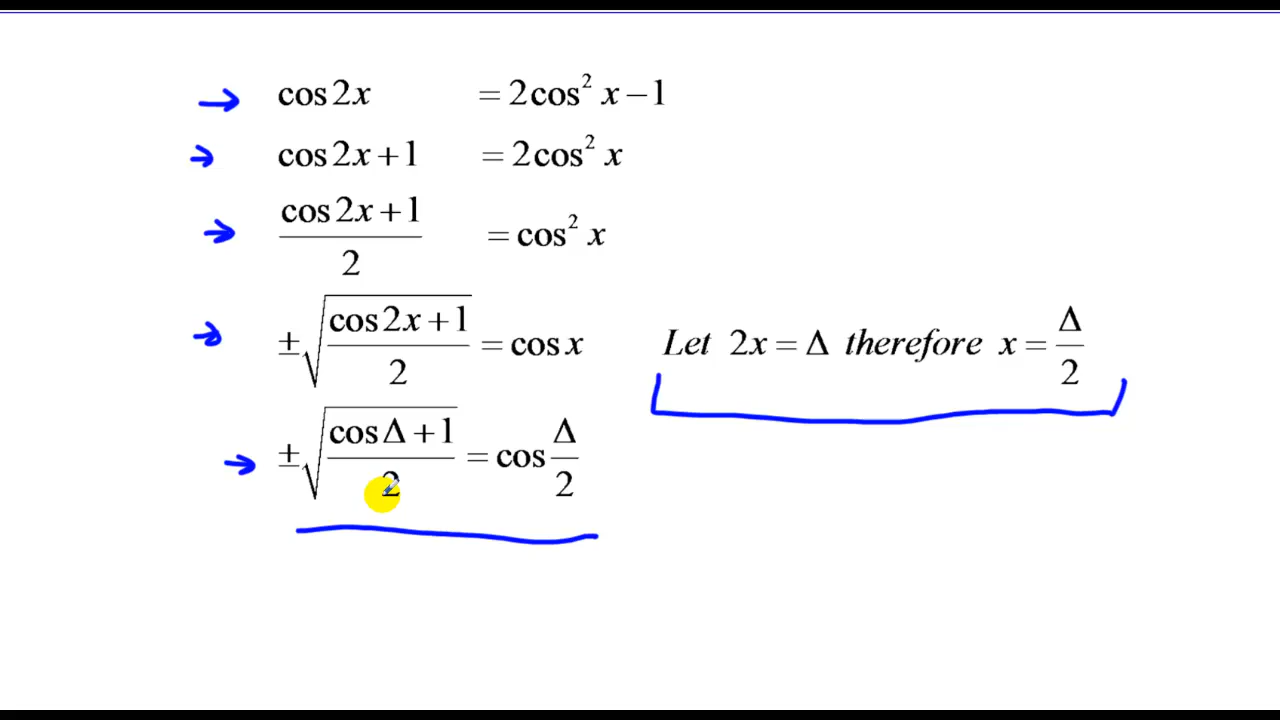 → cos 2x = 2cos² x − 1
→ cos 2x + 1 = 2cos² x
→ (cos 2x + 1)/2 = cos² x
→ ±√((cos 2x + 1)/2) = cos x Let 2x = Δ therefore x = Δ/2
→ ±√((cos Δ + 1)/2) = cos Δ/2